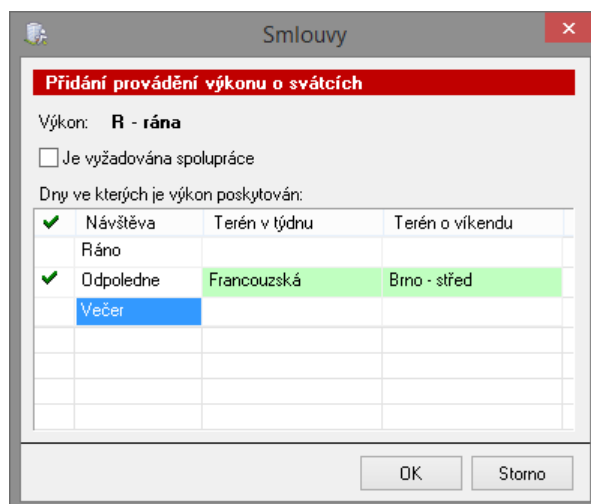 Smlouvy
Přidání provádění výkonu o svátcích
Výkon: R - rána
Je vyžadována spolupráce
Dny ve kterých je výkon poskytován:
Návštěva Terén v týdnu Terén o víkendu
Ráno
Odpoledne Francouzská Brno - střed
Večer
OK Storno